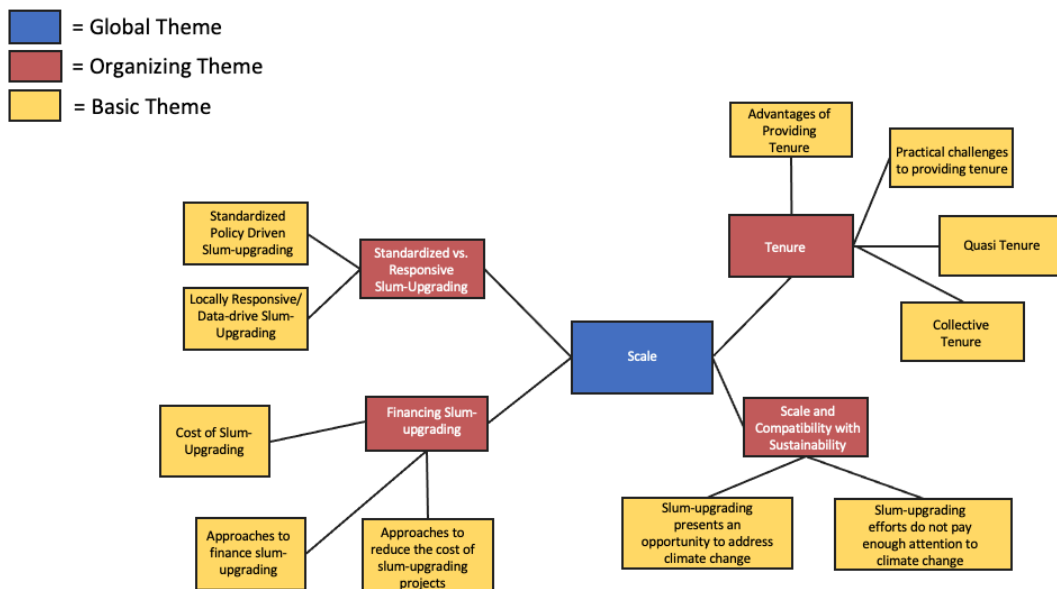 = Global Theme
= Organizing Theme
= Basic Theme
Advantages of
Providing
Tenure
Practical challenges
to providing tenure
Standardized
Policy Driven
Slum-upgrading
Standardized vs.
Responsive
Slum-Upgrading
Tenure
Quasi Tenure
Locally Responsive/
Data-drive Slum-
Upgrading
Collective
Tenure
Scale
Cost of Slum-
Upgrading
Financing Slum-
upgrading
Scale and
Compatibility with
Sustainability
Approaches to
finance slum-
upgrading
Approaches to
reduce the cost of
slum-upgrading
projects
Slum-upgrading
presents an
opportunity to address
climate change
Slum-upgrading
efforts do not pay
enough attention to
climate change